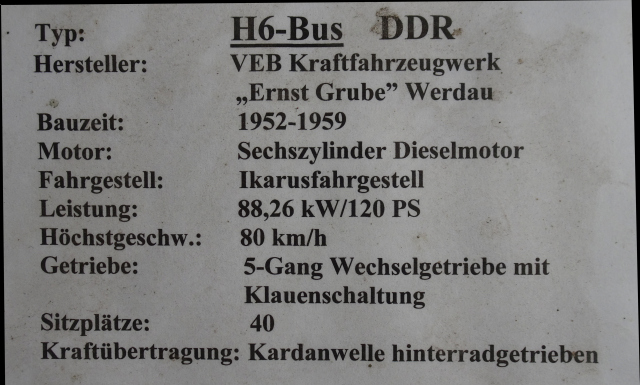 Typ: H6-Bus DDR
Hersteller: VEB Kraftfahrzeugwerk
„Ernst Grube” Werdau
Bauzeit: 1952-1959
Motor: Sechszylinder Dieselmotor
Fahrgestell: Ikarusfahrgestell
Leistung: 88,26 kW/120 PS
Höchstgeschw.: 80 km/h
Getriebe: 5-Gang Wechselgetriebe mit
Klauenschaltung
Sitzplätze: 40
Kraftübertragung: Kardanwelle hinterradgetrieben